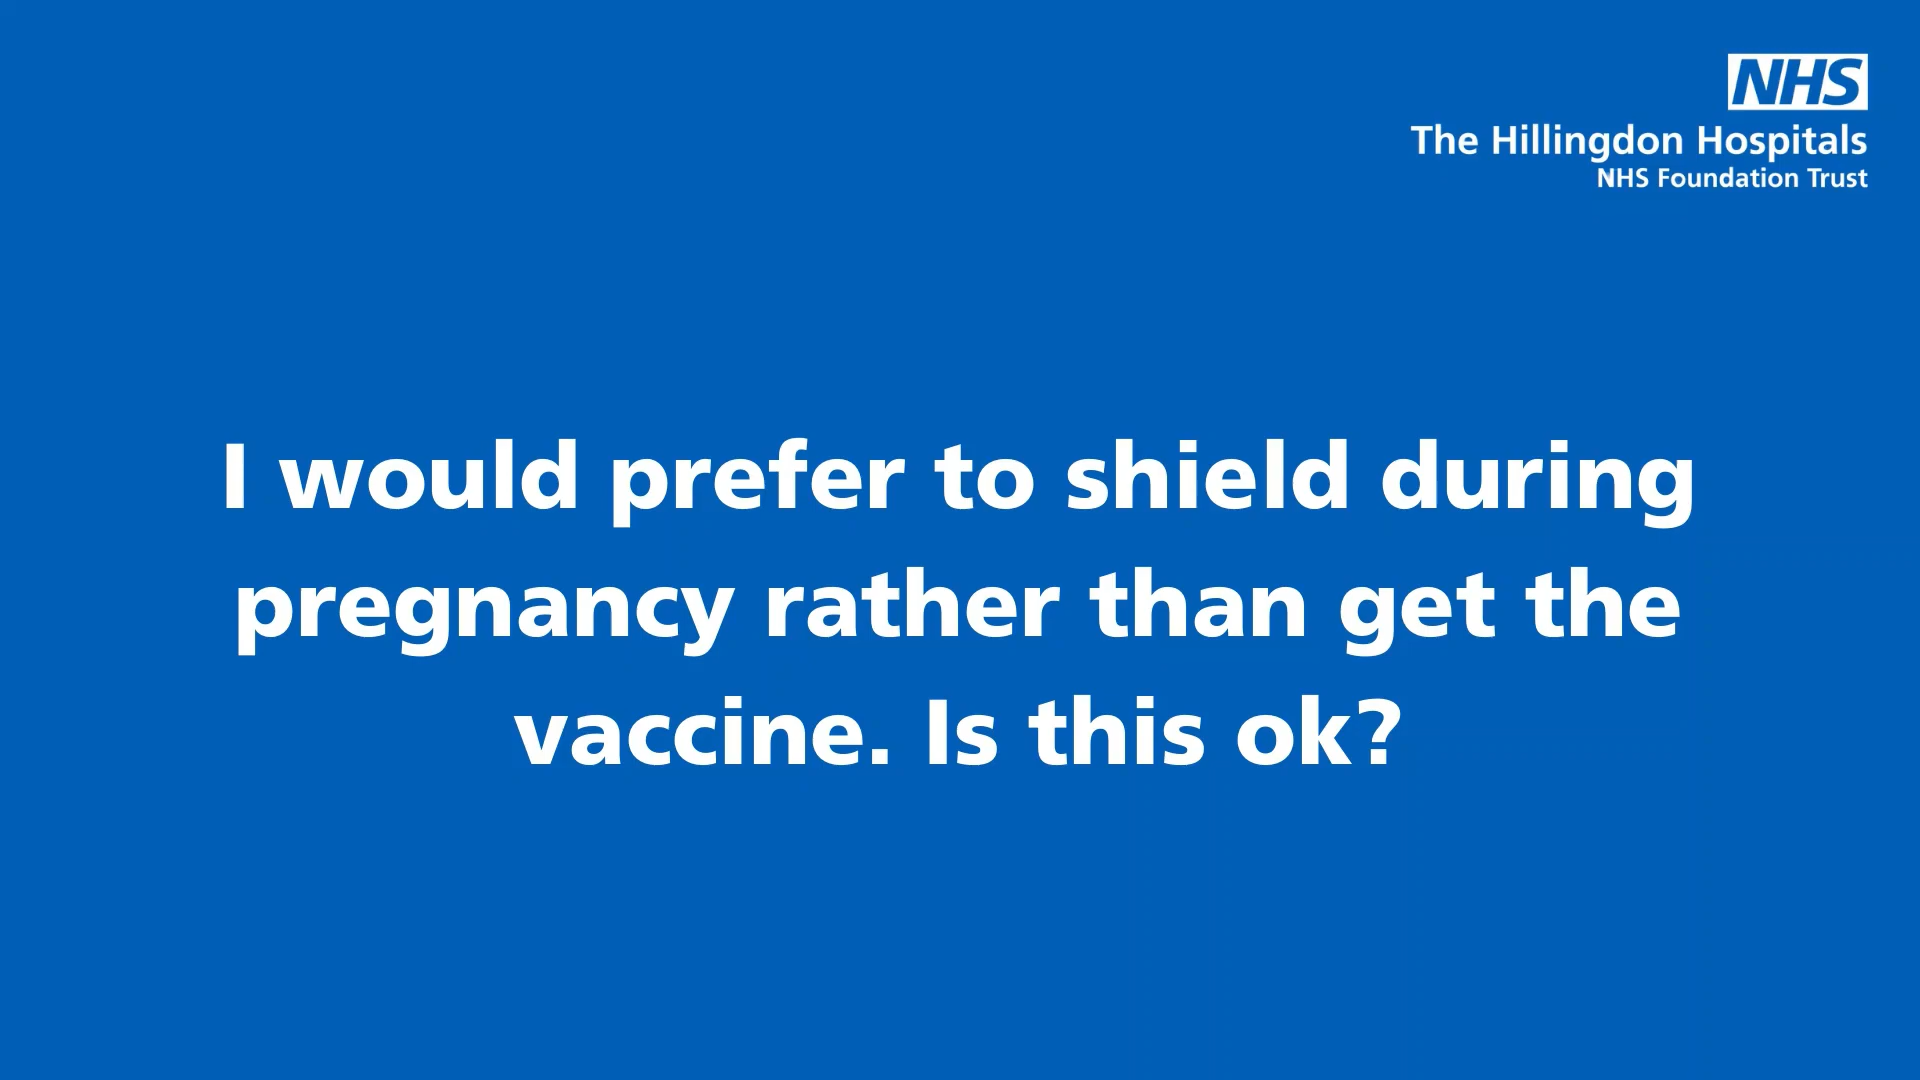 NHS
The Hillingdon Hospitals
NHS Foundation Trust
I would prefer to shield during
pregnancy rather than get the
vaccine. Is this ok?